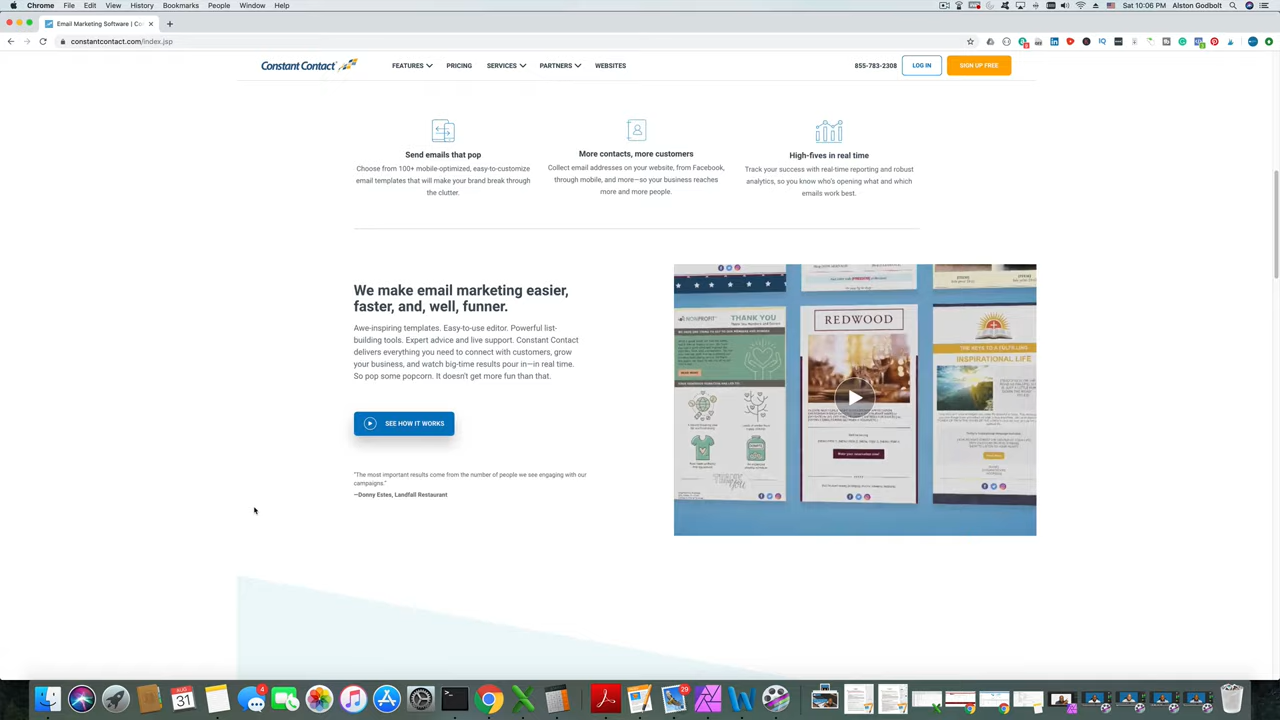 Chrome File Edit View History Bookmarks People Window Help Sat 10:06 PM Alston Godbolt
Email Marketing Software | Co
constantcontact.com/index.jsp
Constant Contact FEATURES PRICING SERVICES PARTNERS WEBSITES 855-783-2308 LOG IN SIGN UP FREE
Send emails that pop
Choose from 100+ mobile-optimized, easy-to-customize
email templates that will make your brand break through
the clutter.
More contacts, more customers
Collect email addresses on your website, from Facebook,
through mobile, and more—so your business reaches
more and more people.
High-fives in real time
Track your success with real-time reporting and robust
analytics, so you know who's opening what and which
emails work best.
We make email marketing easier,
faster, and, well, funner.
Awe-inspiring templates. Easy-to-use editor. Powerful list-
building tools. Expert advice and live support. Constant Contact
delivers everything you need to connect with customers, grow
your business, and watch big-time results pour in—in real time.
So pop some popcorn. It doesn't get more fun than that.
SEE HOW IT WORKS
"The most important results come from the number of people we see engaging with our
campaigns."
—Donny Estes, Landfall Restaurant
NONPROFIT THANK YOU
REDWOOD
THE KEYS TO A FULFILLING
INSPIRATIONAL LIFE
AUG
31
4
29